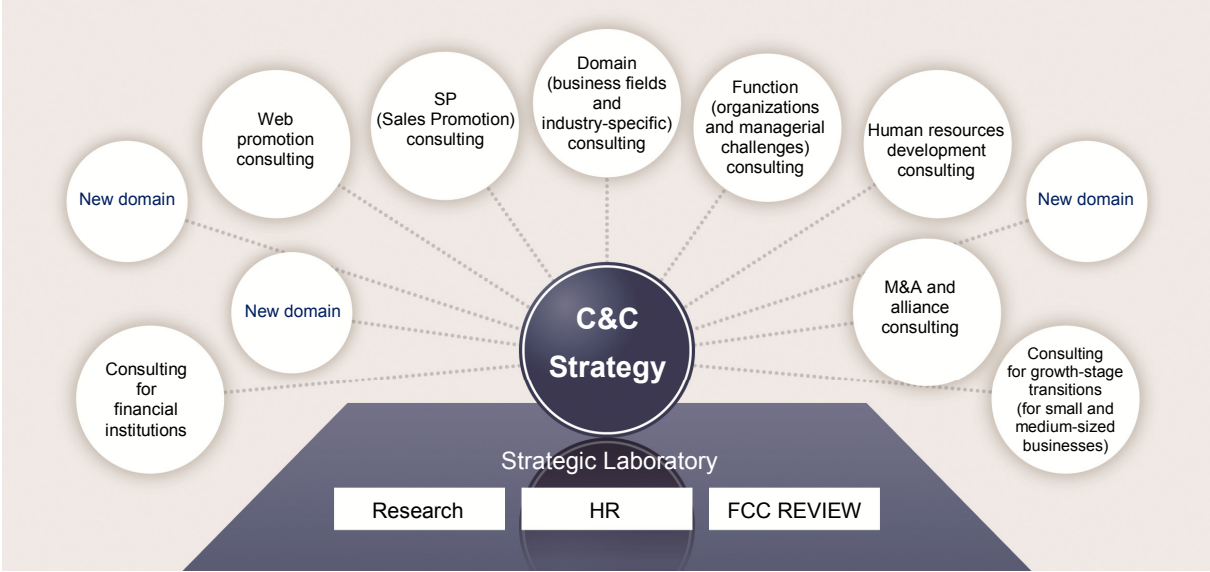 Domain
(business fields
and
industry-specific)
consulting
SP
(Sales Promotion)
consulting
Function
(organizations
and managerial
challenges)
consulting
Web
promotion
consulting
Human resources
development
consulting
New domain
New domain
New domain
M&A and
alliance
consulting
C&C
Strategy
Consulting
for
financial
institutions
Consulting
for growth-stage
transitions
(for small and
medium-sized
businesses)
Strategic Laboratory
Research
HR
FCC REVIEW